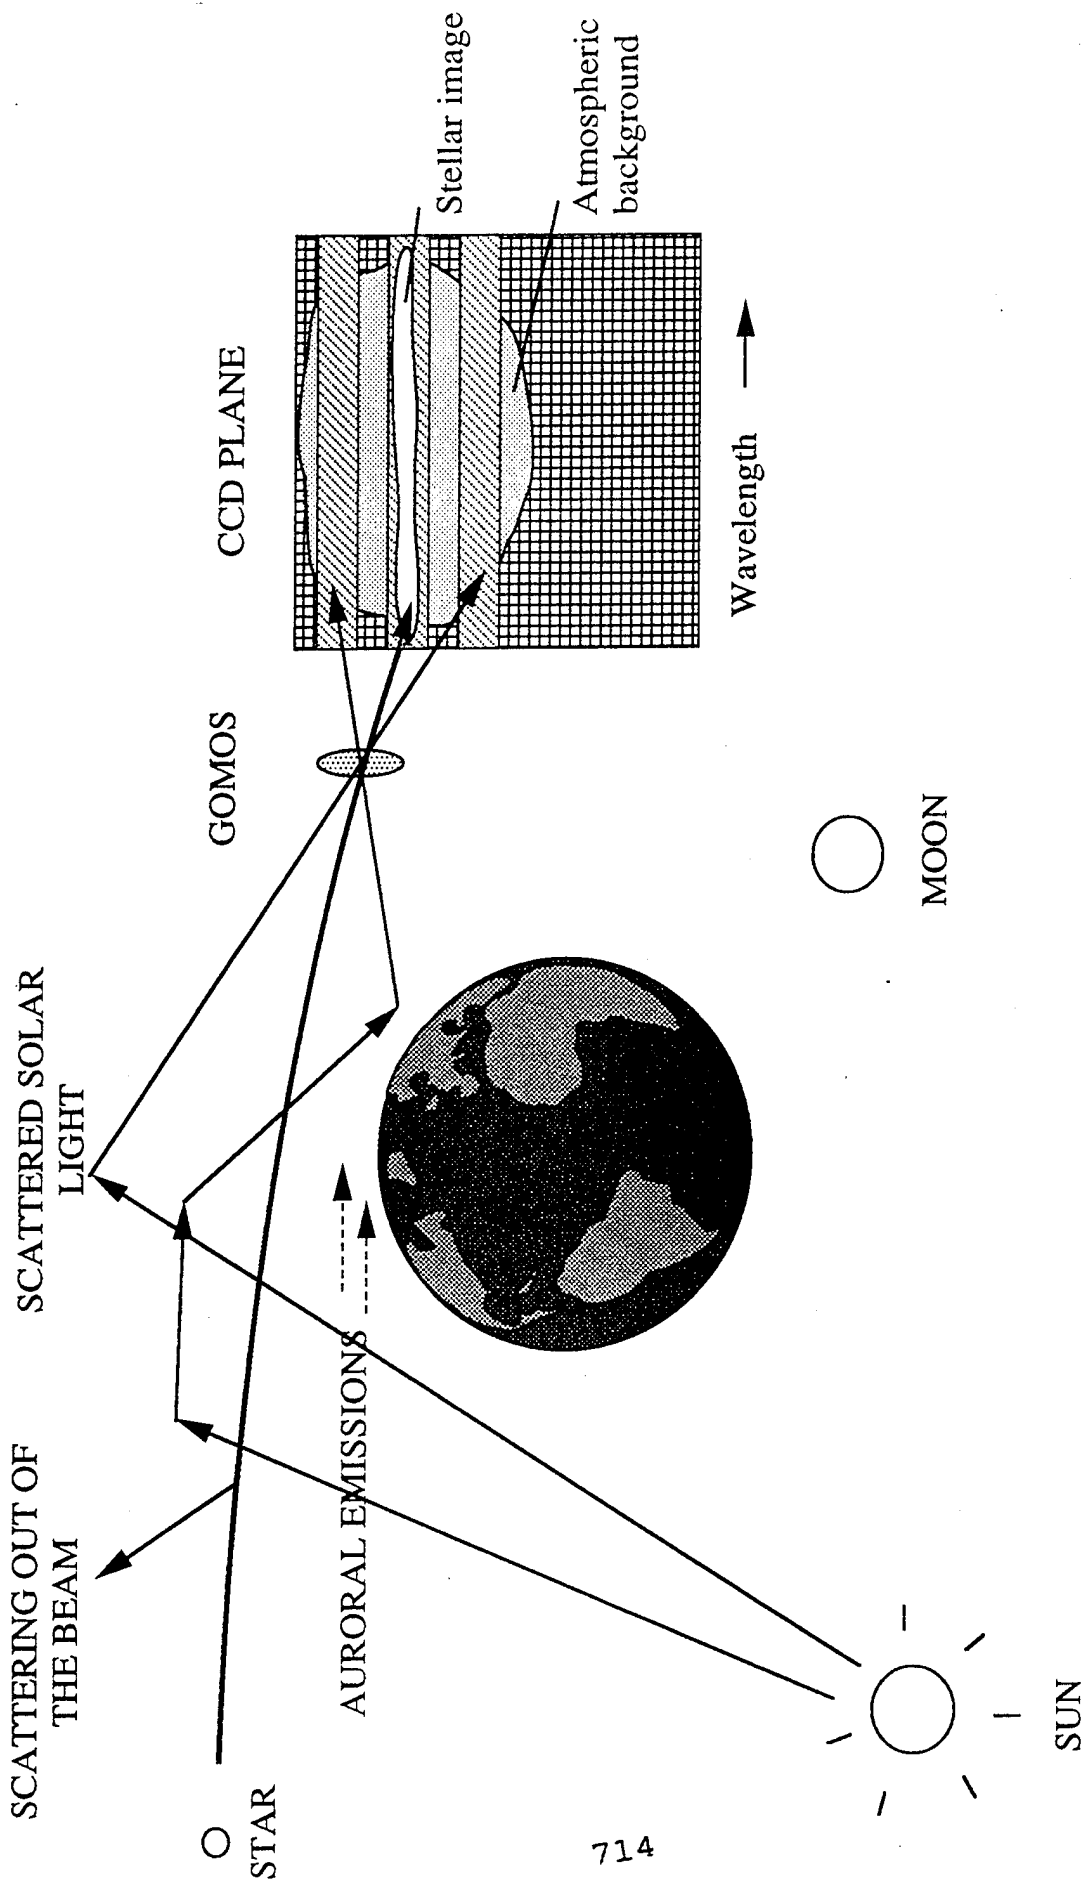 SCATTERING OUT OF
THE BEAM
SCATTERED SOLAR
LIGHT
GOMOS
CCD PLANE
Stellar image
Atmospheric
background
Wavelength
STAR
AURORAL EMISSIONS
MOON
SUN
714